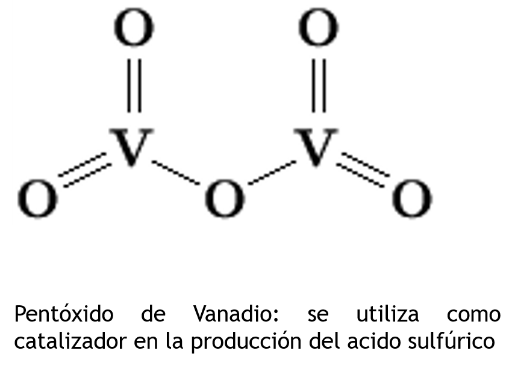 O O
V V
O O O
Pentóxido de Vanadio: se utiliza como
catalizador en la producción del acido sulfúrico